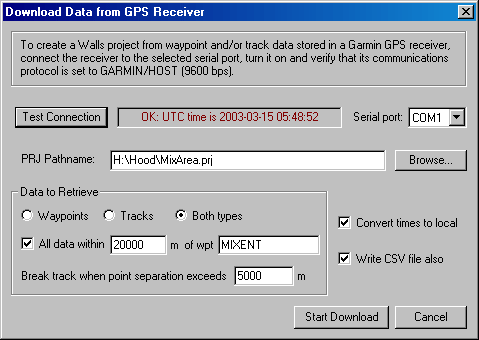 Download Data from GPS Receiver
To create a Walls project from waypoint and/or track data stored in a Garmin GPS receiver,
connect the receiver to the selected serial port, turn it on and verify that its communications
protocol is set to GARMIN/HOST (9600 bps).
Test Connection OK: UTC time is 2003-03-15 05:48:52 Serial port: COM1
PRJ Pathname: H:\Hood\MixArea.prj Browse...
Data to Retrieve
Waypoints Tracks Both types
Convert times to local
All data within 20000 m of wpt MIXENT
Write CSV file also
Break track when point separation exceeds 5000 m
Start Download Cancel